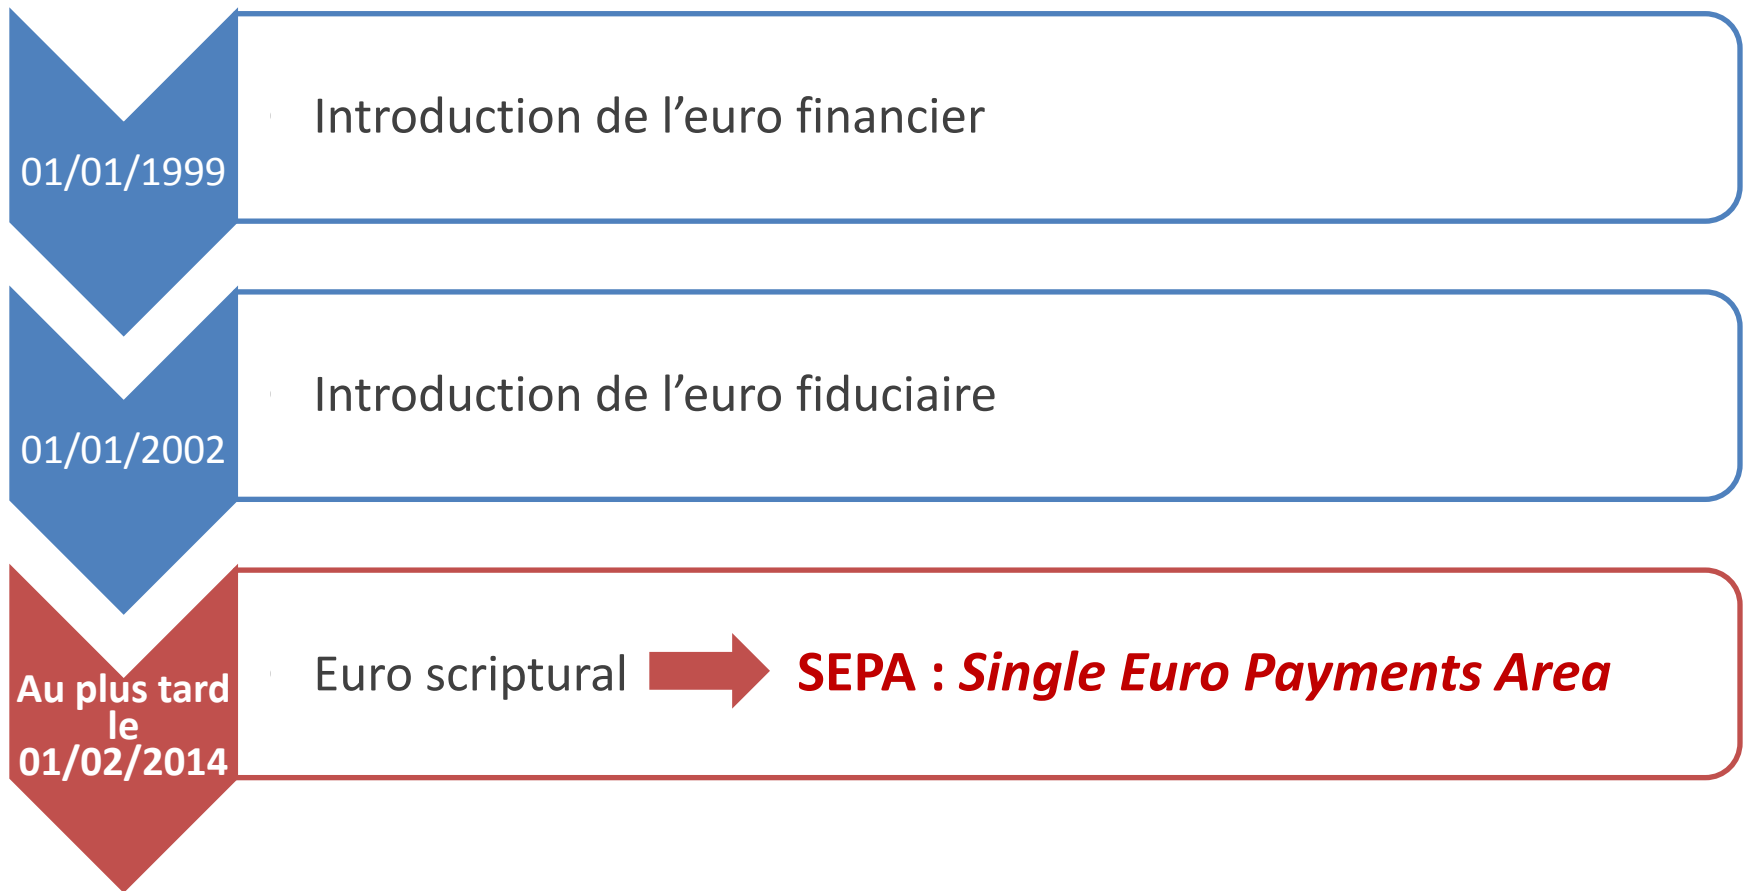 01/01/1999
Introduction de l’euro financier
01/01/2002
Introduction de l’euro fiduciaire
Au plus tard
le
01/02/2014
Euro scriptural
SEPA : Single Euro Payments Area